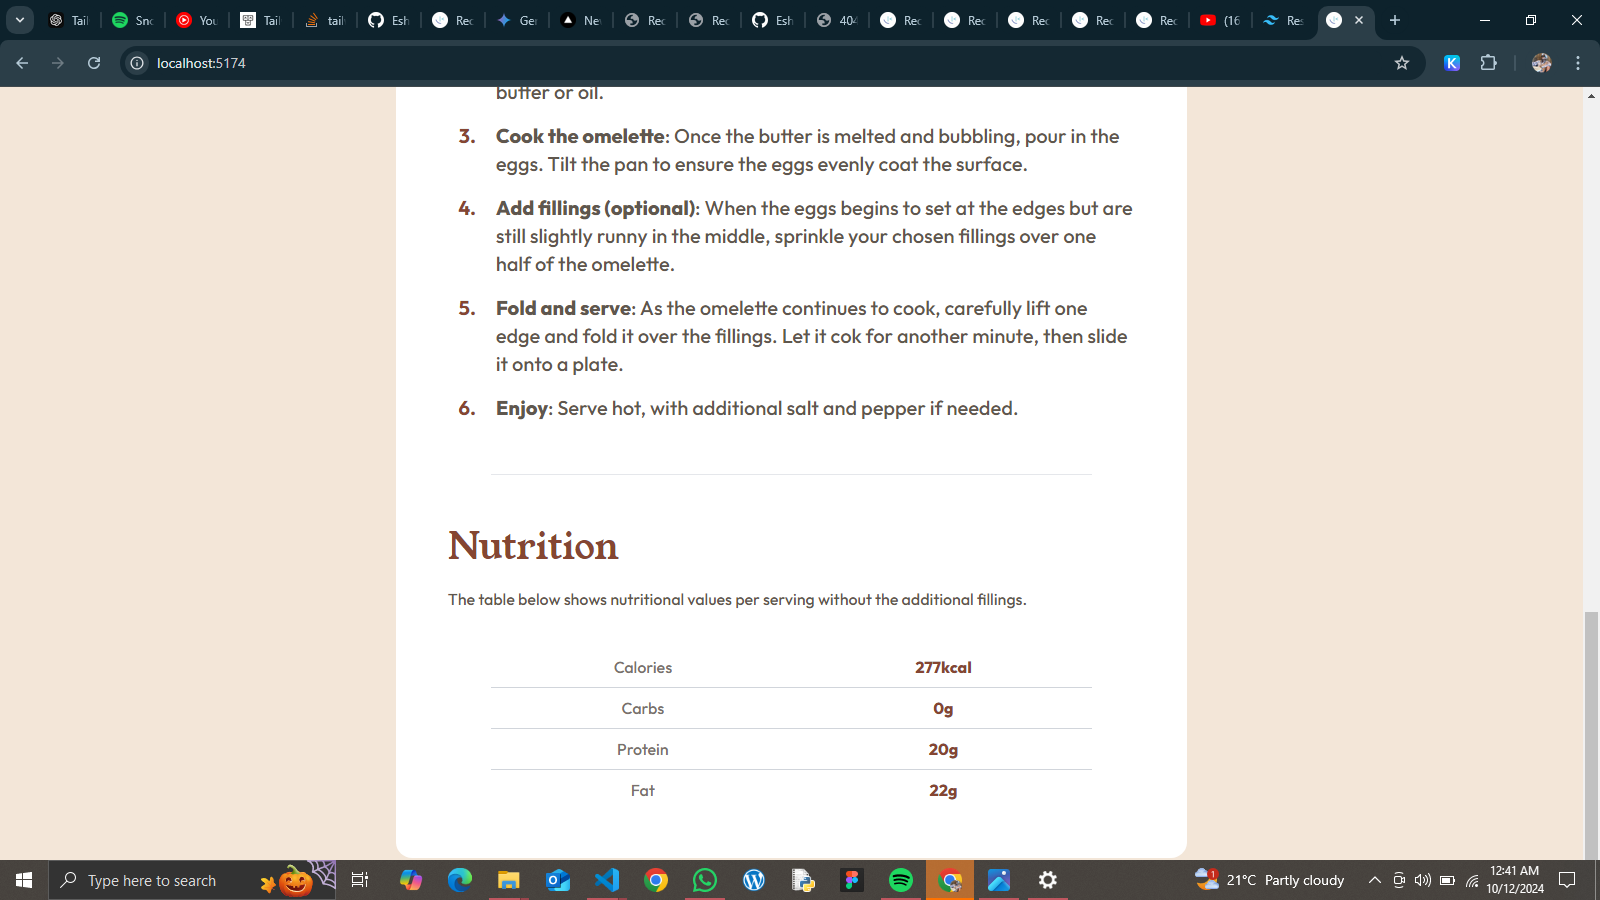 Tail
Sno
You
Tail
tail
Esh
Rec
Ger
Nev
Rec
Rec
Esh
404
Rec
Rec
Rec
Rec
Rec
(16
Res
localhost:5174
K
butter or oil.
3. Cook the omelette: Once the butter is melted and bubbling, pour in the
eggs. Tilt the pan to ensure the eggs evenly coat the surface.
4. Add fillings (optional): When the eggs begins to set at the edges but are
still slightly runny in the middle, sprinkle your chosen fillings over one
half of the omelette.
5. Fold and serve: As the omelette continues to cook, carefully lift one
edge and fold it over the fillings. Let it cok for another minute, then slide
it onto a plate.
6. Enjoy: Serve hot, with additional salt and pepper if needed.
Nutrition
The table below shows nutritional values per serving without the additional fillings.
Calories 277kcal
Carbs 0g
Protein 20g
Fat 22g
Type here to search
1
21°C Partly cloudy
12:41 AM
10/12/2024